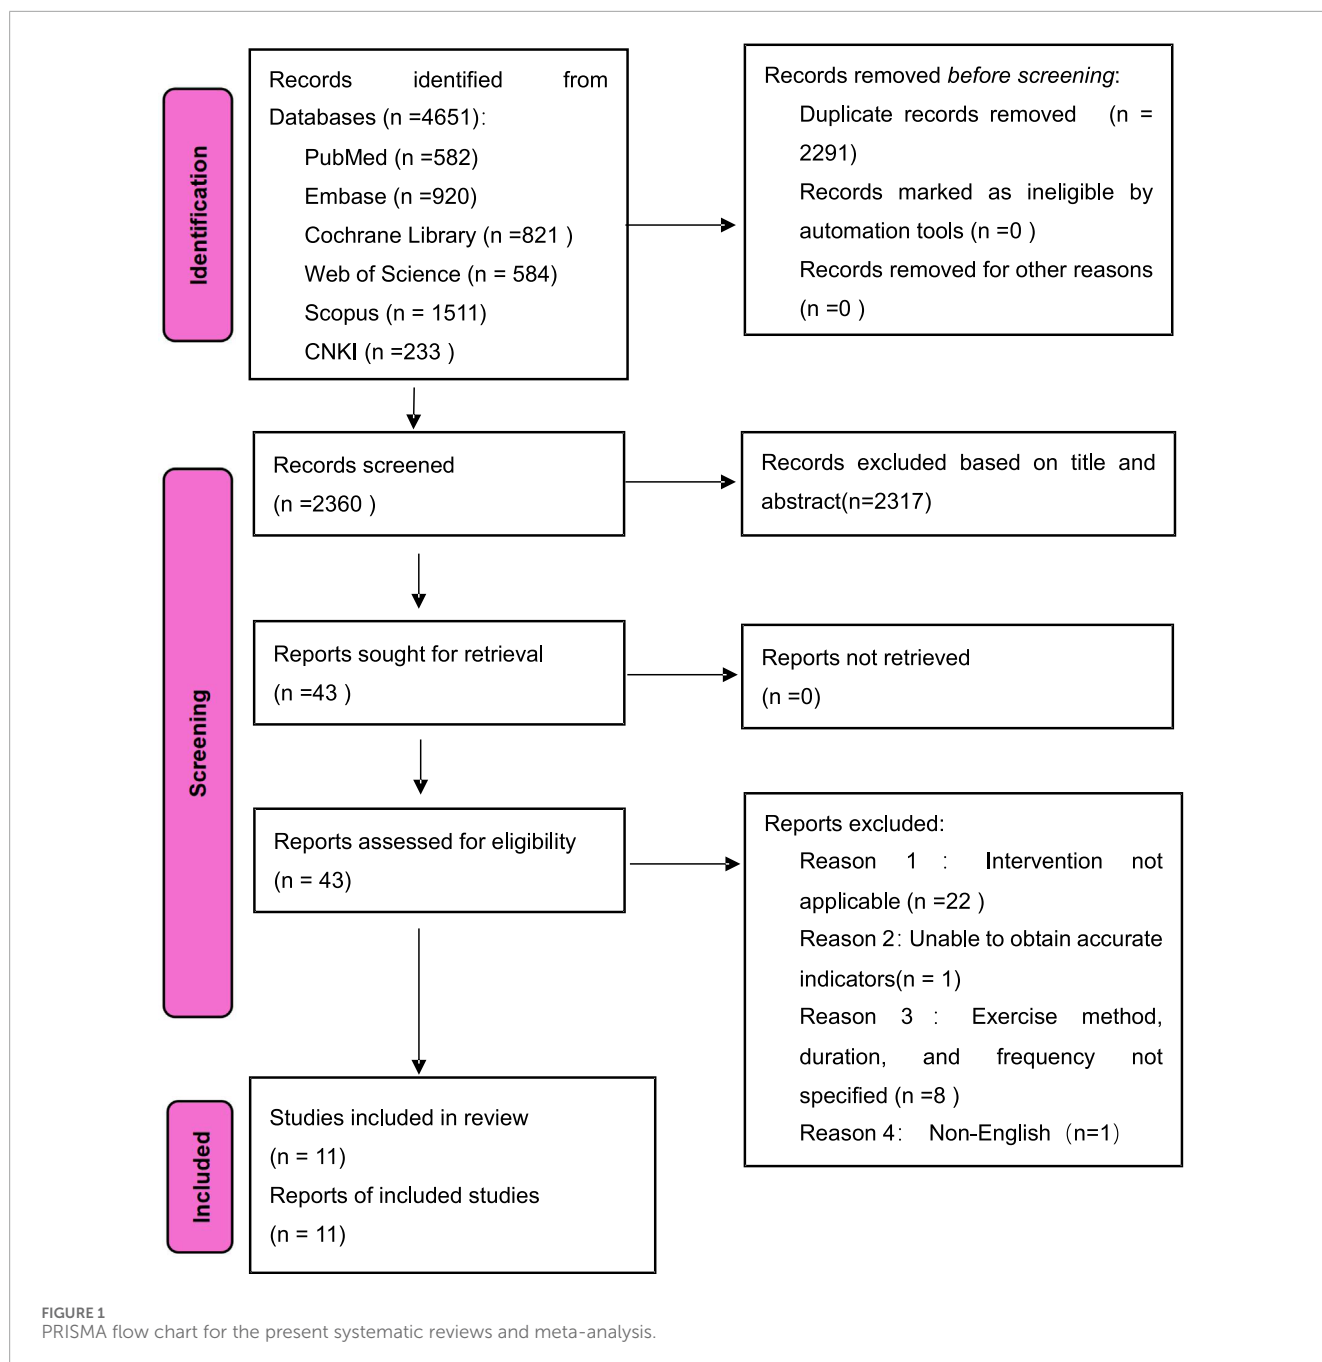 Identification
Records identified from
Databases (n =4651):
PubMed (n =582)
Embase (n =920)
Cochrane Library (n =821 )
Web of Science (n = 584)
Scopus (n = 1511)
CNKI (n =233 )
Records removed before screening:
Duplicate records removed (n =
2291)
Records marked as ineligible by
automation tools (n =0 )
Records removed for other reasons
(n =0 )
Screening
Records screened
(n =2360 )
Records excluded based on title and
abstract(n=2317)
Reports sought for retrieval
(n =43 )
Reports not retrieved
(n =0)
Reports assessed for eligibility
(n = 43)
Reports excluded:
Reason 1 : Intervention not
applicable (n =22 )
Reason 2: Unable to obtain accurate
indicators(n = 1)
Reason 3 : Exercise method,
duration, and frequency not
specified (n =8 )
Reason 4: Non-English（n=1）
Included
Studies included in review
(n = 11)
Reports of included studies
(n = 11)
FIGURE 1
PRISMA flow chart for the present systematic reviews and meta-analysis.